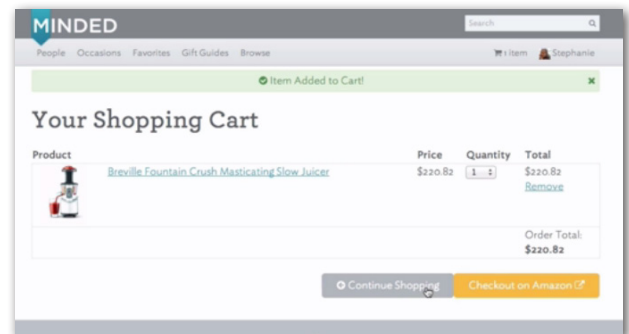 MINDED
Search
People Occasions Favorites Gift Guides Browse
1 item Stephanie
Item Added to Cart!
Your Shopping Cart
Product Price Quantity Total
Breville Fountain Crush Masticating Slow Juicer $220.82 1 $220.82
Remove
Order Total:
$220.82
Continue Shopping Checkout on Amazon